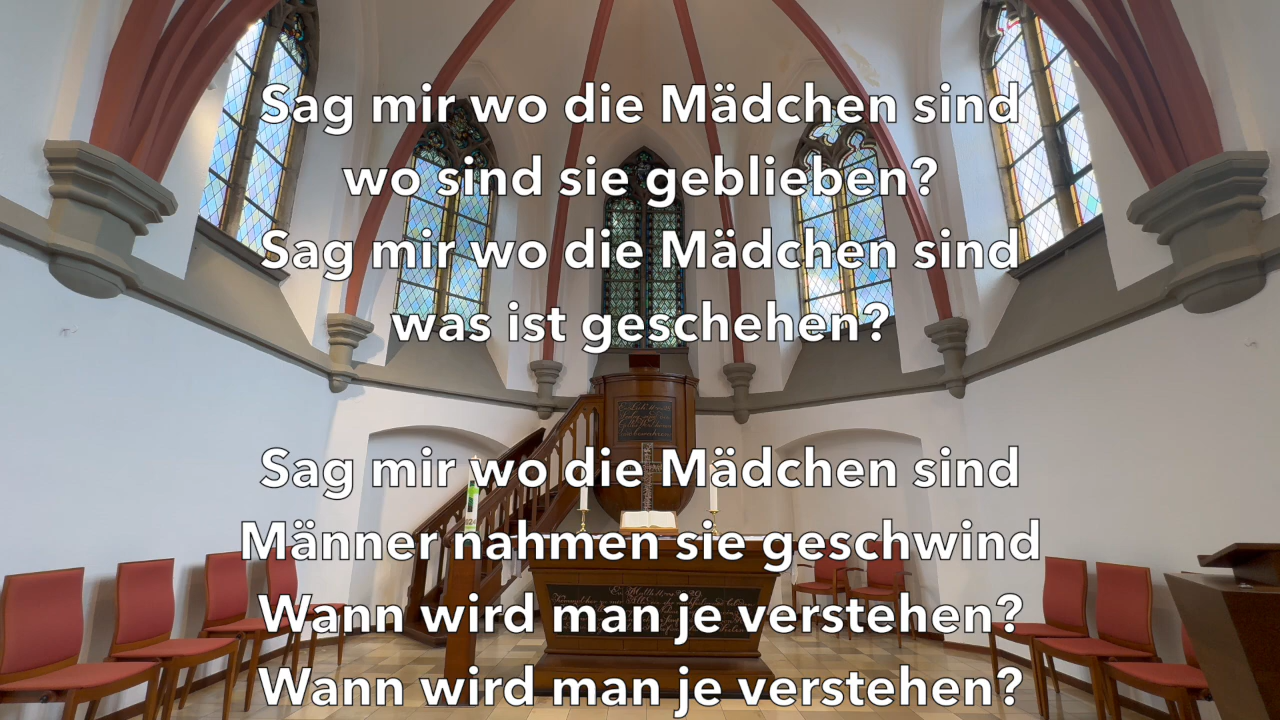 Sag mir wo die Mädchen sind
wo sind sie geblieben?
Sag mir wo die Mädchen sind
was ist geschehen?
Sag mir wo die Mädchen sind
Männer nahmen sie geschwind
Wann wird man je verstehen?
Wann wird man je verstehen?